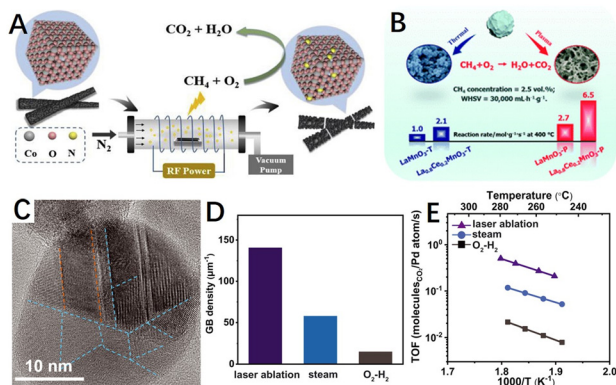 A
CO₂ + H₂O
CH₄ + O₂
N₂
RF Power
Vacuum
Pump
Co O N
B
Thermal
Plasma
CH₄+O₂ → H₂O+CO₂
CH₄ concentration = 2.5 vol.%;
WHSV = 30,000 mL·h⁻¹·g⁻¹.
6.5
2.7
2.1
1.0
Reaction rate/mol·g⁻¹·s⁻¹ at 400 °C
LaMnO₃-T
La₀.₈Ce₀.₂MnO₃-T
LaMnO₃-P
La₀.₈Ce₀.₂MnO₃-P
C
10 nm
D
GB density (μm⁻¹)
150
100
50
0
laser ablation steam O₂-H₂
E
Temperature (°C)
300 280 260 240
laser ablation
steam
O₂-H₂
TOF (molecules_CO/Pd atom/s)
10⁰
10⁻¹
10⁻²
1.7 1.8 1.9 2.0
1000/T (K⁻¹)